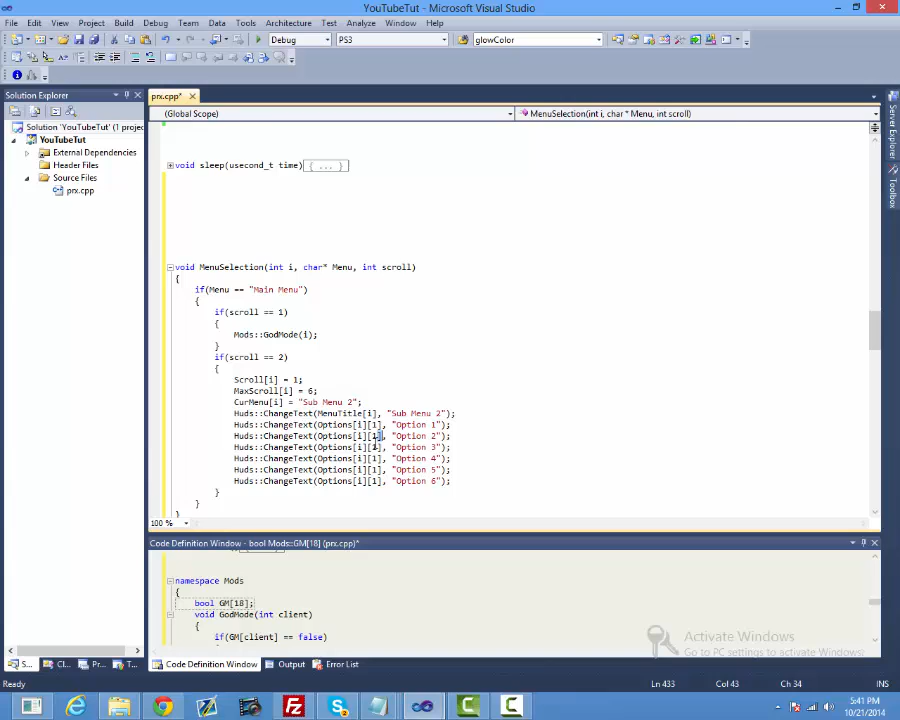 YouTubeTut - Microsoft Visual Studio
File Edit View Project Build Debug Team Data Tools Architecture Test Analyze Window Help
Debug PS3 glowColor
Solution Explorer
prx.cpp*
(Global Scope)
MenuSelection(int i, char * Menu, int scroll)
Solution 'YouTubeTut' (1 projec
YouTubeTut
External Dependencies
Header Files
Source Files
prx.cpp
Server Explorer
Toolbox
void sleep(usecond_t time){ ... }
void MenuSelection(int i, char* Menu, int scroll)
{
if(Menu == "Main Menu")
{
if(scroll == 1)
{
Mods::GodMode(i);
}
if(scroll == 2)
{
Scroll[i] = 1;
MaxScroll[i] = 6;
CurMenu[i] = "Sub Menu 2";
Huds::ChangeText(MenuTitle[i], "Sub Menu 2");
Huds::ChangeText(Options[i][1], "Option 1");
Huds::ChangeText(Options[i][1], "Option 2");
Huds::ChangeText(Options[i][1], "Option 3");
Huds::ChangeText(Options[i][1], "Option 4");
Huds::ChangeText(Options[i][1], "Option 5");
Huds::ChangeText(Options[i][1], "Option 6");
}
}
}
100 %
Code Definition Window - bool Mods::GM[18] (prx.cpp)*
namespace Mods
{
bool GM[18];
void GodMode(int client)
{
if(GM[client] == false)
Activate Windows
Go to PC settings to activate Windows.
S... Cl... Pr... T...
Code Definition Window Output Error List
Ready
Ln 433 Col 43 Ch 34 INS
5:41 PM
10/21/2014